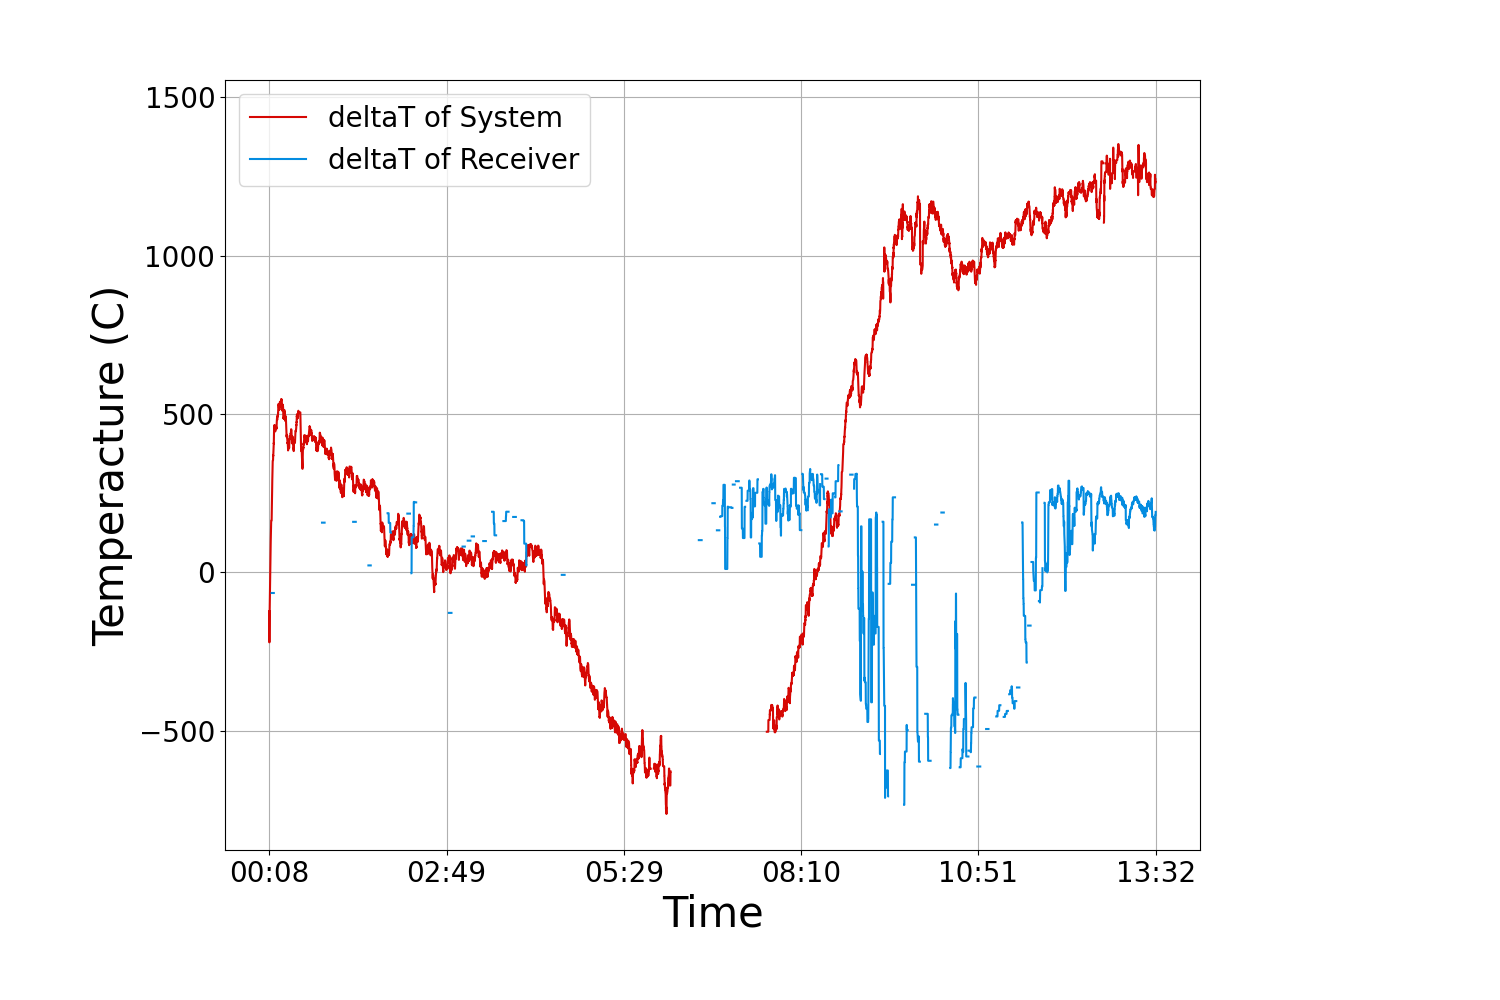 1500
1000
500
0
−500
deltaT of System
deltaT of Receiver
Temperacture (C)
00:08 02:49 05:29 08:10 10:51 13:32
Time